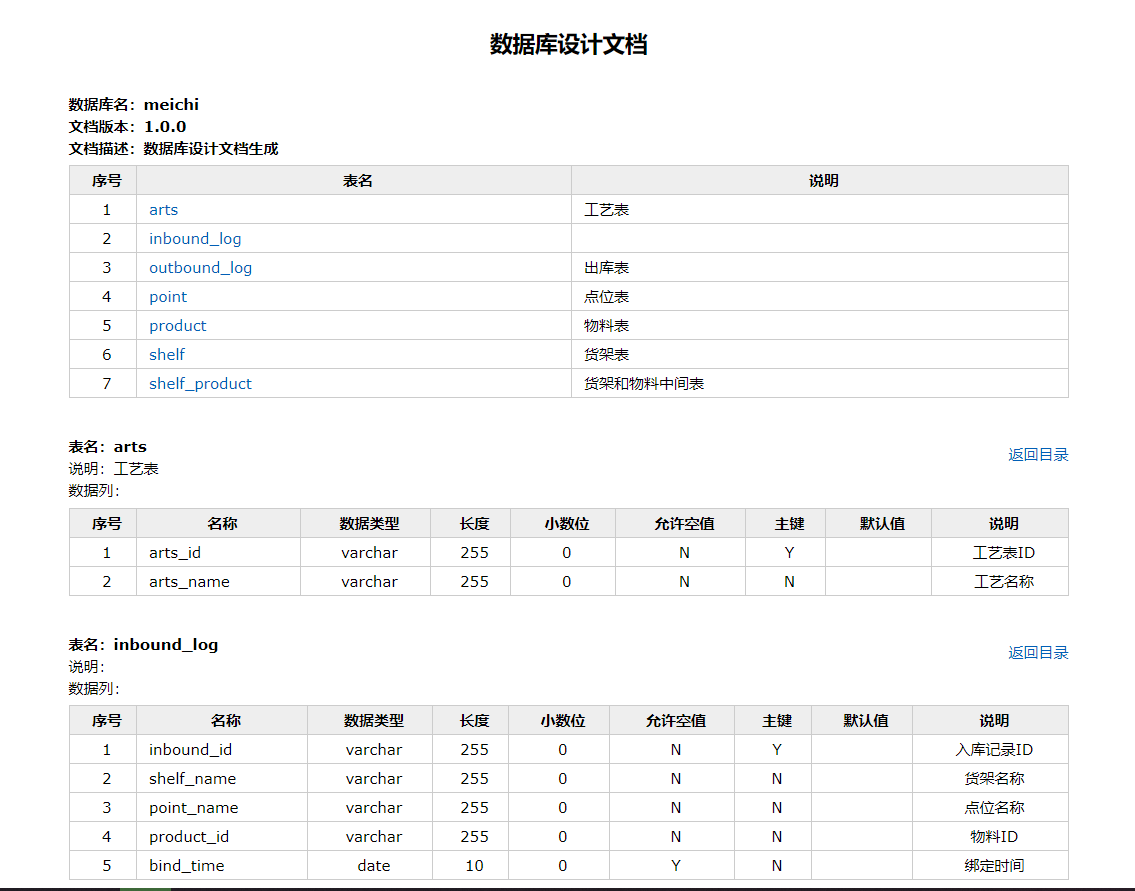 数据库设计文档
数据库名：meichi
文档版本：1.0.0
文档描述：数据库设计文档生成
序号 表名 说明
1 arts 工艺表
2 inbound_log
3 outbound_log 出库表
4 point 点位表
5 product 物料表
6 shelf 货架表
7 shelf_product 货架和物料中间表
表名：arts
返回目录
说明：工艺表
数据列：
序号 名称 数据类型 长度 小数位 允许空值 主键 默认值 说明
1 arts_id varchar 255 0 N Y 工艺表ID
2 arts_name varchar 255 0 N N 工艺名称
表名：inbound_log
返回目录
说明：
数据列：
序号 名称 数据类型 长度 小数位 允许空值 主键 默认值 说明
1 inbound_id varchar 255 0 N Y 入库记录ID
2 shelf_name varchar 255 0 N N 货架名称
3 point_name varchar 255 0 N N 点位名称
4 product_id varchar 255 0 N N 物料ID
5 bind_time date 10 0 Y N 绑定时间